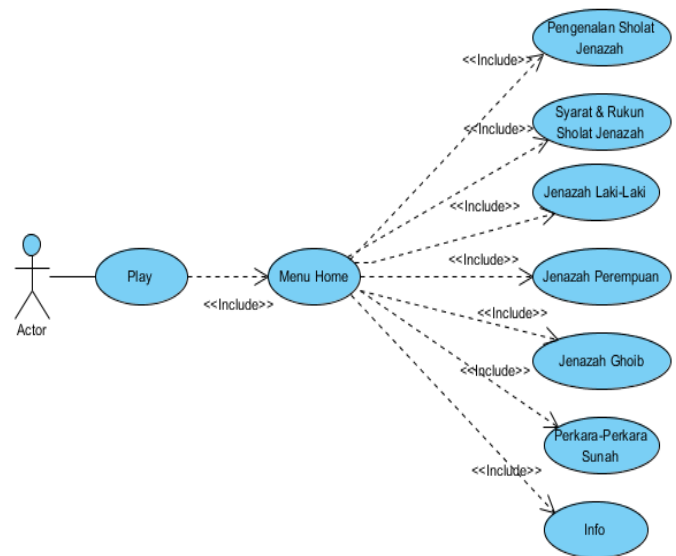 Pengenalan Sholat
Jenazah
<<Include>>
Syarat & Rukun
Sholat Jenazah
<<Include>>
Jenazah Laki-Laki
<<Include>>
Actor
Play
<<Include>>
Menu Home
<<Include>>
Jenazah Perempuan
<<Include>>
Jenazah Ghoib
<<Include>>
Perkara-Perkara
Sunah
<<Include>>
Info